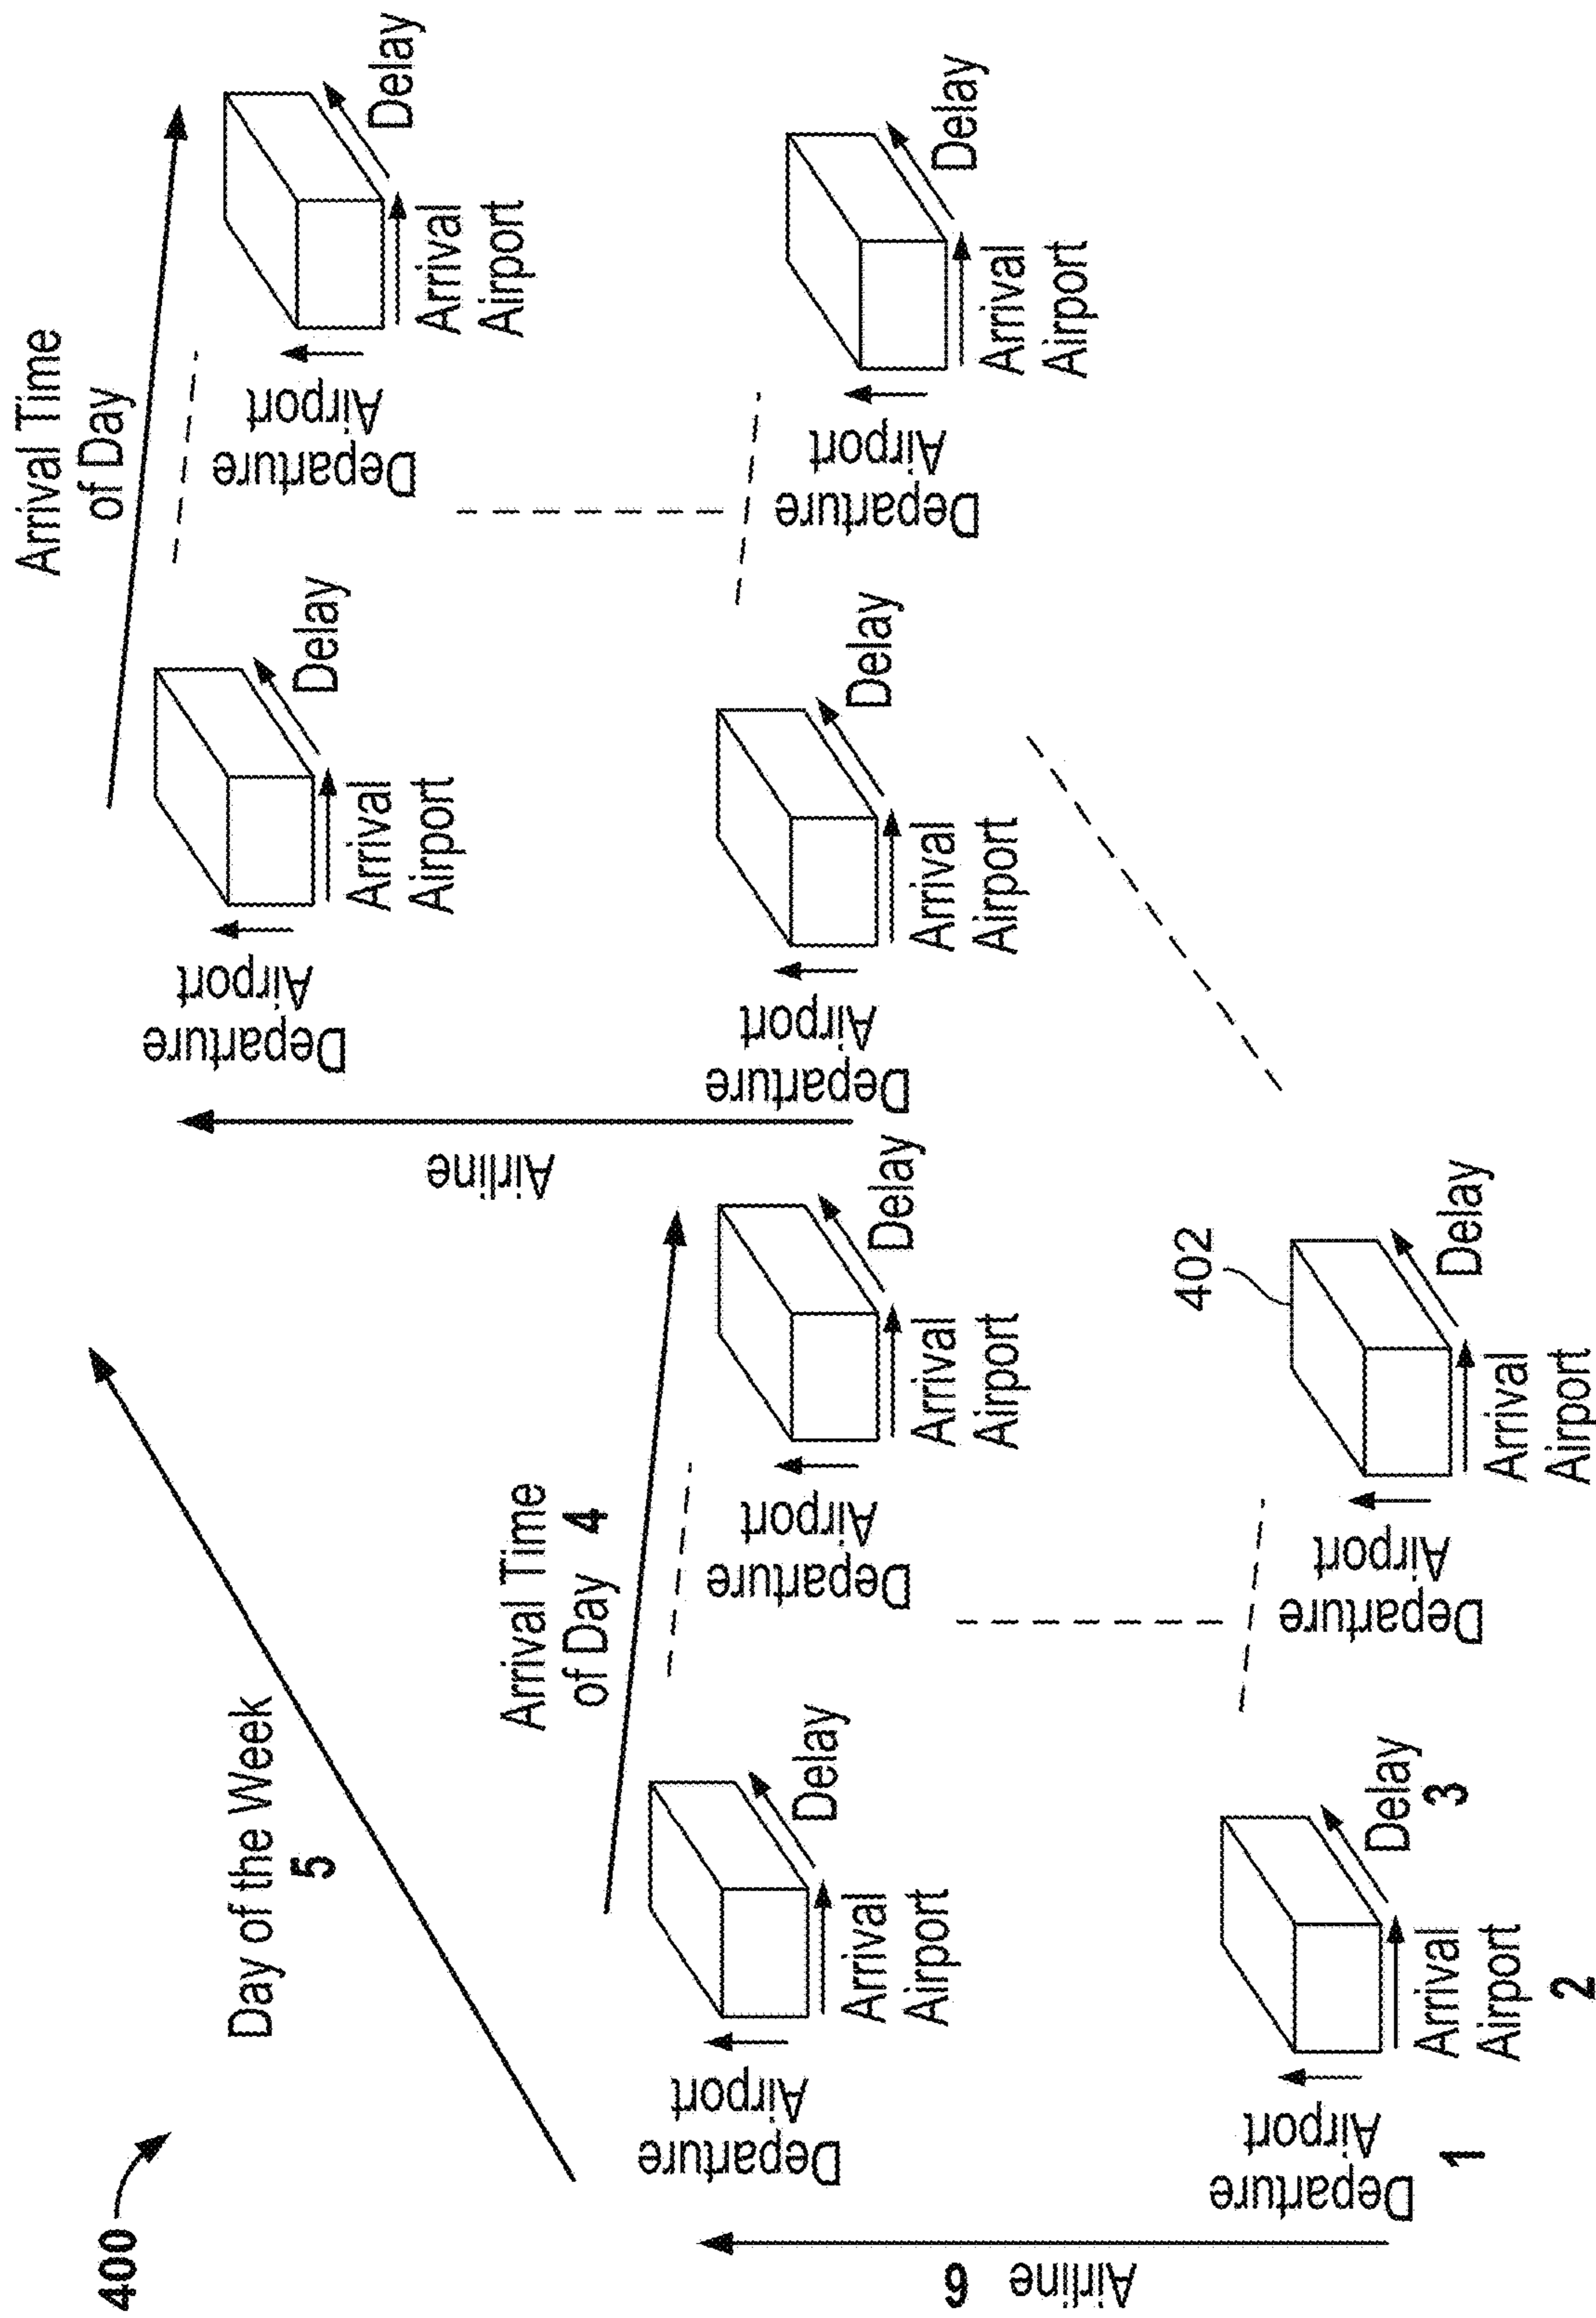 400
Day of the Week
5
Arrival Time
of Day
Airline
Departure
Airport
Arrival
Airport
Delay
Departure
Airport
Arrival
Airport
Delay
Departure
Airport
Arrival
Airport
Delay
Departure
Airport
Arrival
Airport
Delay
Airline 6
Arrival Time
of Day 4
Departure
Airport
Arrival
Airport
Delay
Departure
Airport
Arrival
Airport
Delay
Departure
Airport
1
Arrival
Airport
2
Delay
3
402
Departure
Airport
Arrival
Airport
Delay